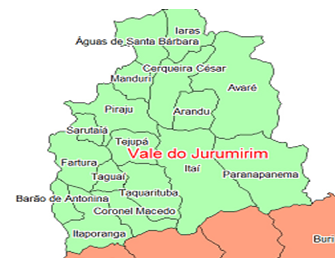 Iaras
Águas de Santa Bárbara
Cerqueira César
Manduri
Avaré
Piraju
Arandu
Sarutaiá
Tejupá
Vale do Jurumirim
Fartura
Itaí
Taguaí
Paranapanema
Taquarituba
Barão de Antonina
Coronel Macedo
Itaporanga
Buri